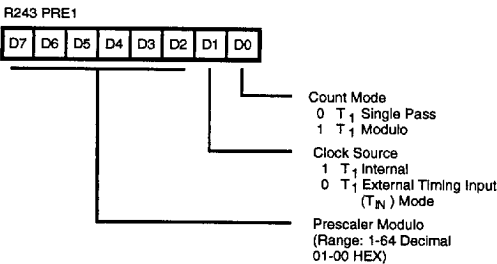 R243 PRE1
D7 D6 D5 D4 D3 D2 D1 D0
Count Mode
0 T1 Single Pass
1 T1 Modulo
Clock Source
1 T1 Internal
0 T1 External Timing Input
(TIN) Mode
Prescaler Modulo
(Range: 1-64 Decimal
01-00 HEX)